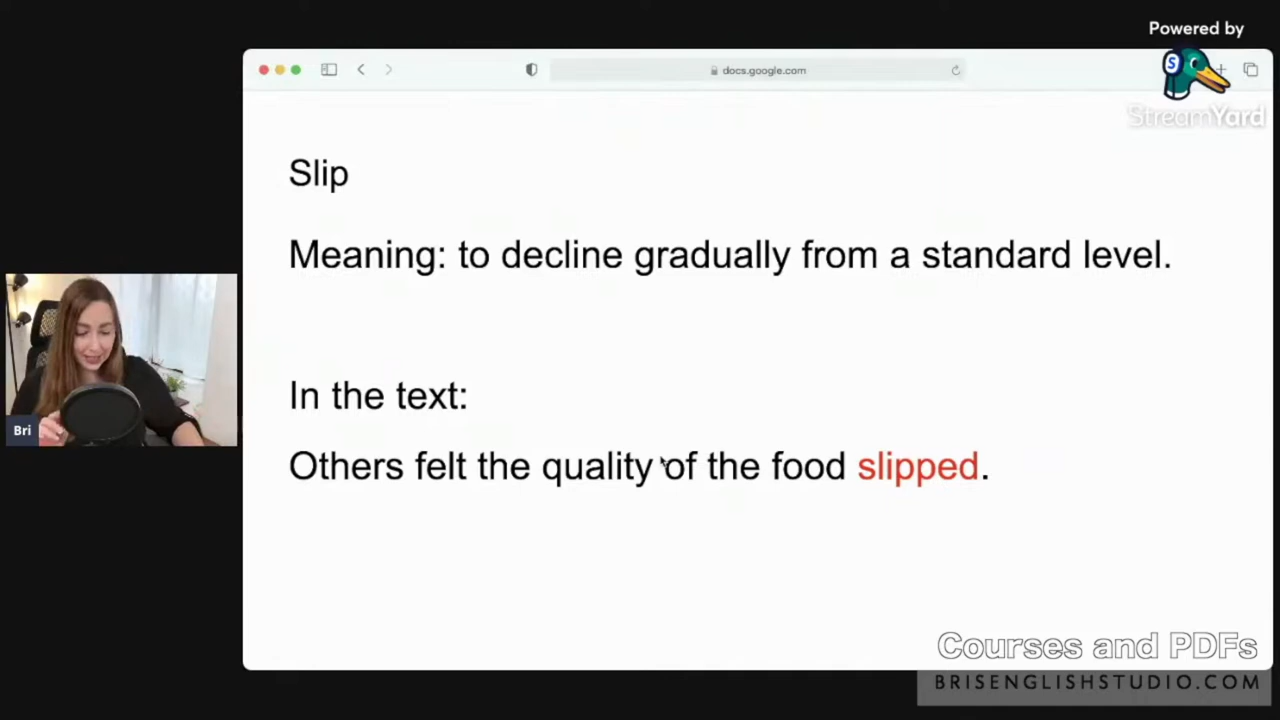 Powered by
StreamYard
docs.google.com
Slip
Meaning: to decline gradually from a standard level.
In the text:
Others felt the quality of the food slipped.
Bri
Courses and PDFs
BRISENGLISHSTUDIO.COM